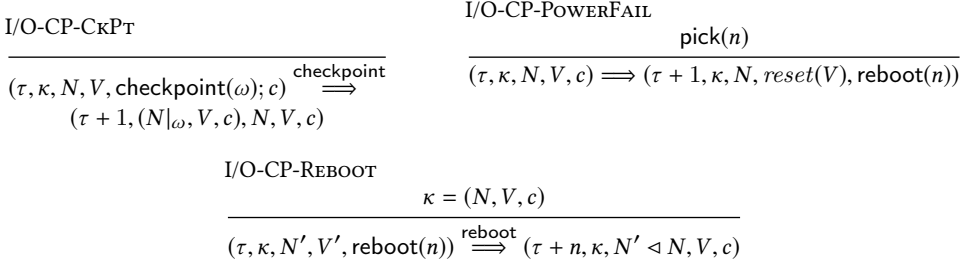 I/O-CP-CkPt
(τ, κ, N, V, checkpoint(ω); c) checkpoint⟹
(τ + 1, (N|ω, V, c), N, V, c)
I/O-CP-PowerFail
pick(n)
(τ, κ, N, V, c) ⟹ (τ + 1, κ, N, reset(V), reboot(n))
I/O-CP-Reboot
κ = (N, V, c)
(τ, κ, N′, V′, reboot(n)) reboot⟹ (τ + n, κ, N′ ◁ N, V, c)